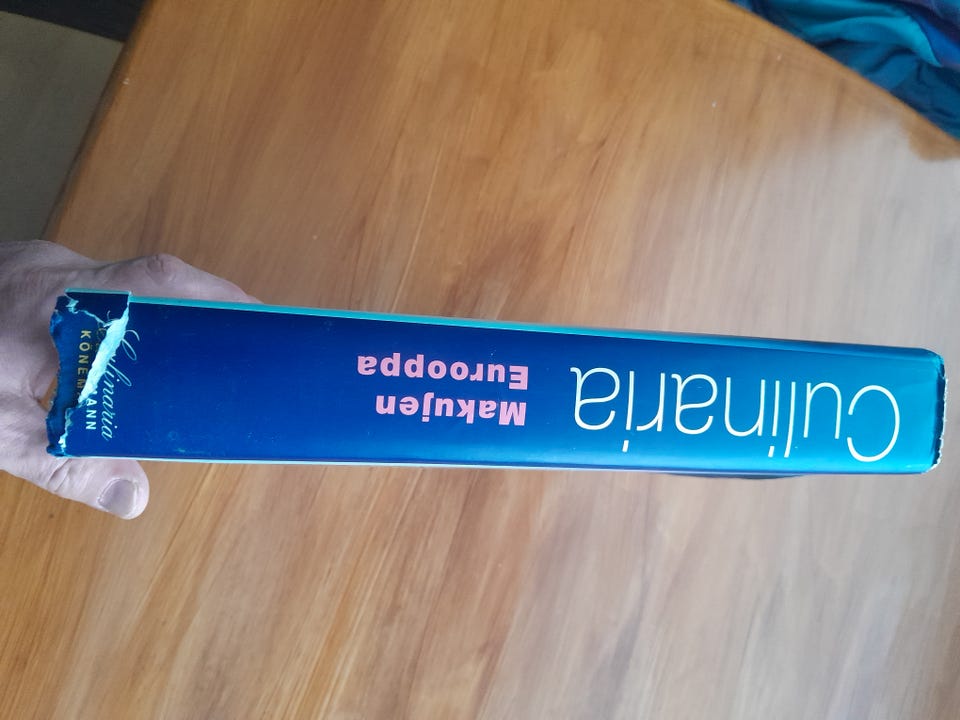 Culinaria
Makujen
Eurooppa
Culinaria
KÖNEMANN